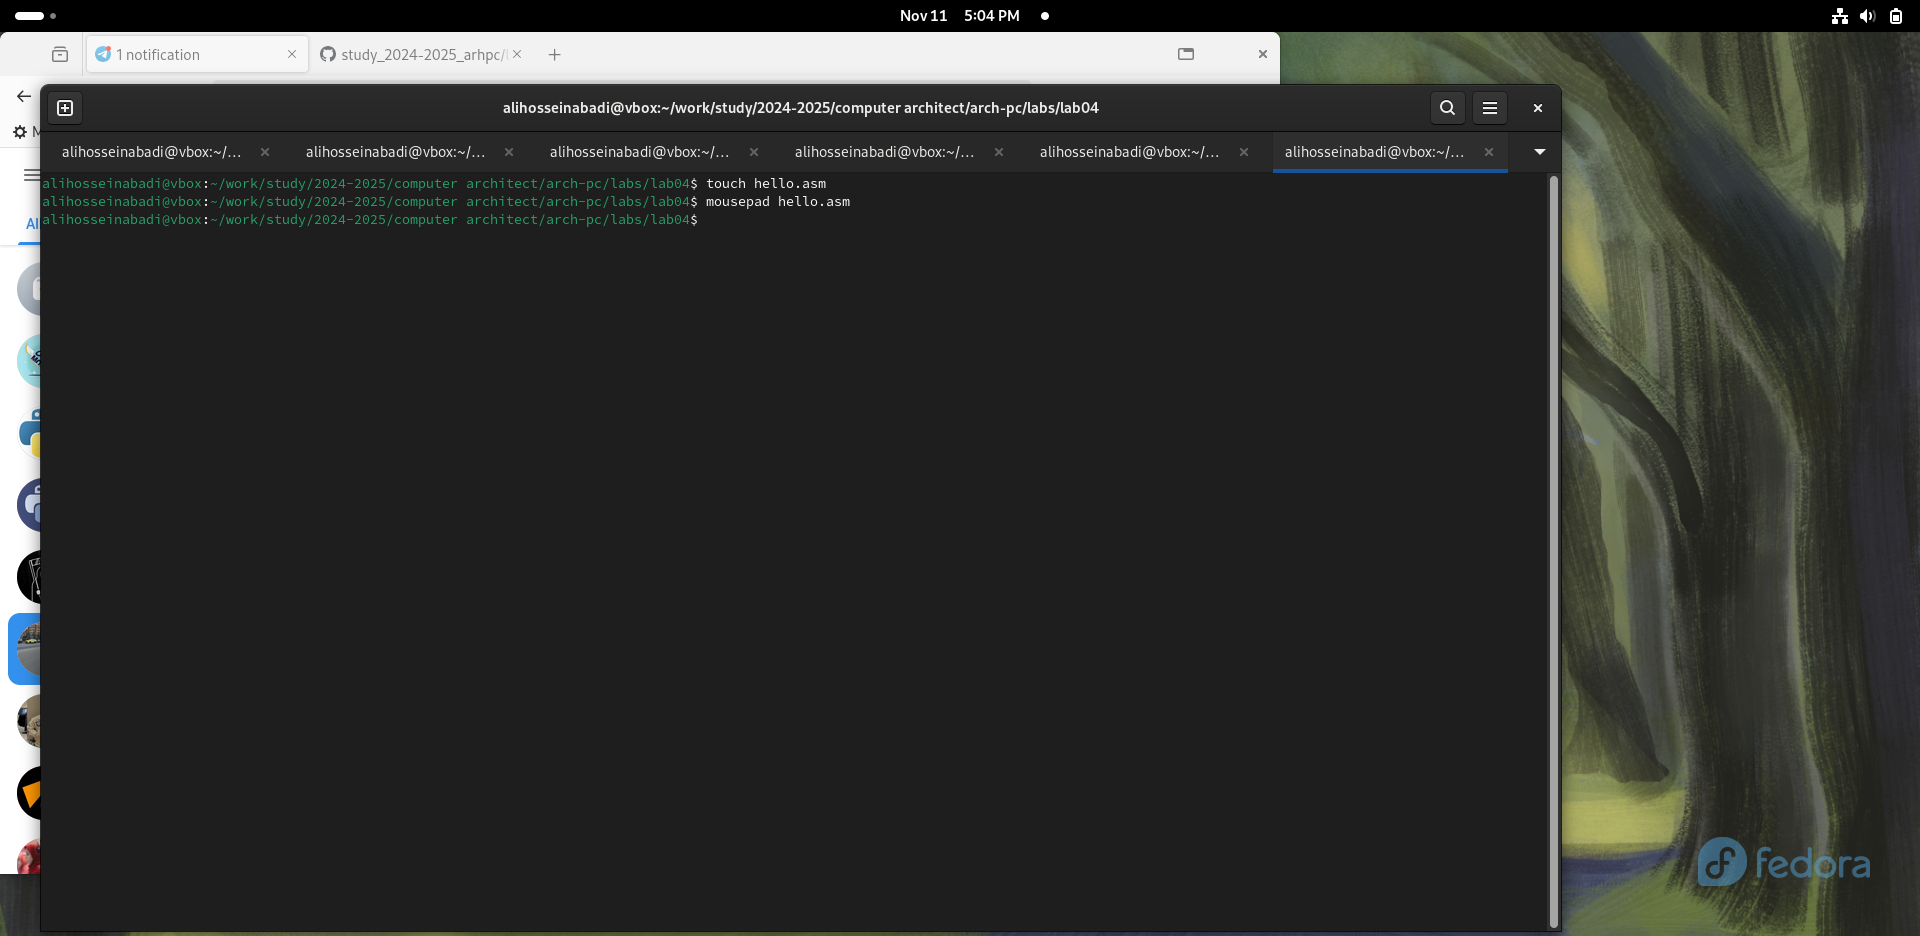 Nov 11 5:04 PM
1 notification
study_2024-2025_arhpc/
alihosseinabadi@vbox:~/work/study/2024-2025/computer architect/arch-pc/labs/lab04
alihosseinabadi@vbox:~/... alihosseinabadi@vbox:~/... alihosseinabadi@vbox:~/... alihosseinabadi@vbox:~/... alihosseinabadi@vbox:~/... alihosseinabadi@vbox:~/...
alihosseinabadi@vbox:~/work/study/2024-2025/computer architect/arch-pc/labs/lab04$ touch hello.asm
alihosseinabadi@vbox:~/work/study/2024-2025/computer architect/arch-pc/labs/lab04$ mousepad hello.asm
alihosseinabadi@vbox:~/work/study/2024-2025/computer architect/arch-pc/labs/lab04$
fedora